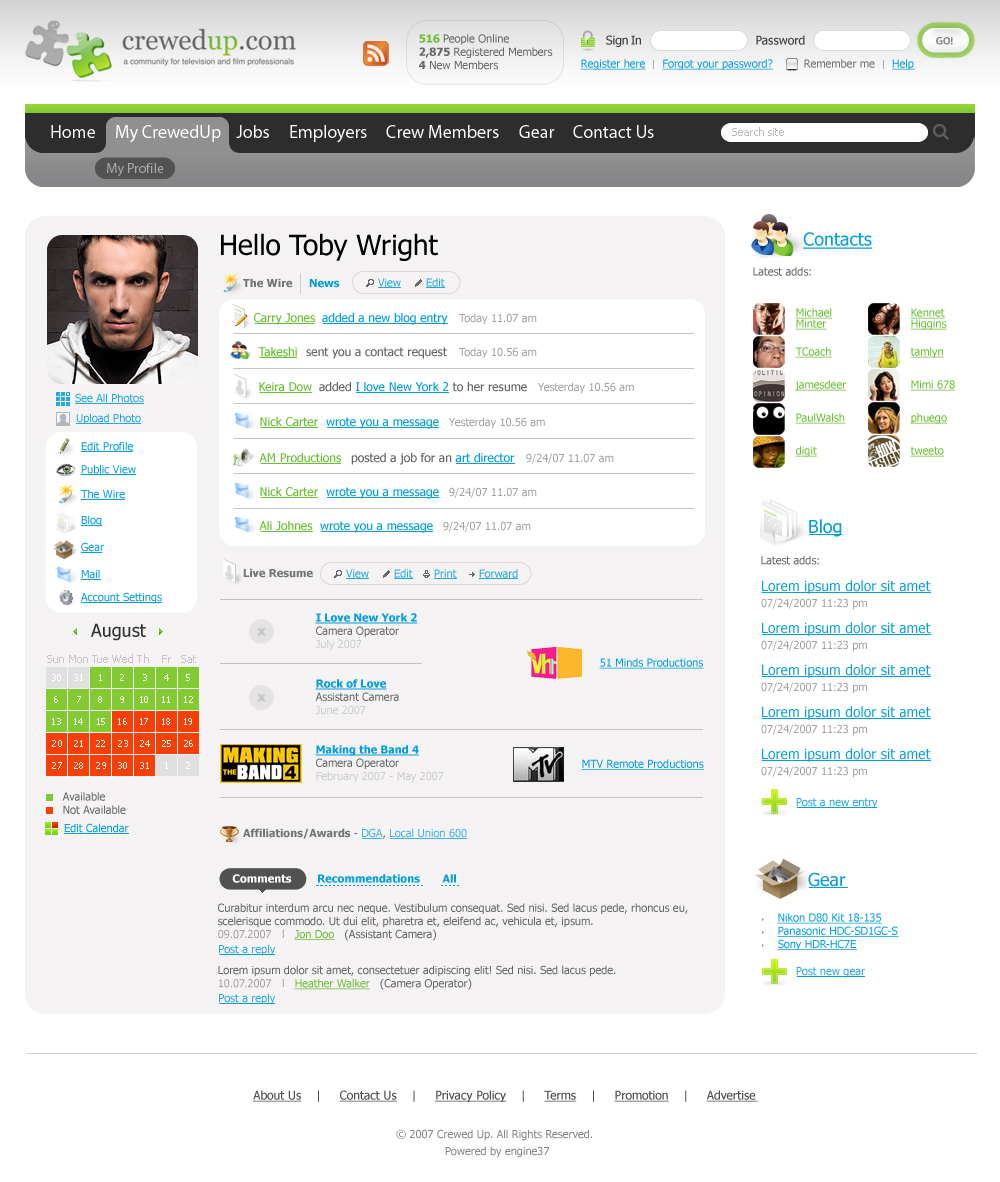 crewedup.com
a community for television and film professionals
516 People Online
2,875 Registered Members
4 New Members
Sign In
Password
GO!
Register here | Forgot your password? Remember me | Help
Home My CrewedUp Jobs Employers Crew Members Gear Contact Us
Search site
My Profile
See All Photos
Upload Photo
Edit Profile
Public View
The Wire
Blog
Gear
Mail
Account Settings
August
Sun Mon Tue Wed Th Fr Sat
30 31 1 2 3 4 5
6 7 8 9 10 11 12
13 14 15 16 17 18 19
20 21 22 23 24 25 26
27 28 29 30 31 1 2
Available
Not Available
Edit Calendar
Hello Toby Wright
The Wire | News View Edit
Carry Jones added a new blog entry Today 11.07 am
Takeshi sent you a contact request Today 10.56 am
Keira Dow added I love New York 2 to her resume Yesterday 10.56 am
Nick Carter wrote you a message Yesterday 10.56 am
AM Productions posted a job for an art director 9/24/07 11.07 am
Nick Carter wrote you a message 9/24/07 11.07 am
Ali Johnes wrote you a message 9/24/07 11.07 am
Live Resume View Edit Print Forward
I Love New York 2
Camera Operator
July 2007
Rock of Love
Assistant Camera
June 2007
Vh1
51 Minds Productions
MAKING
THE BAND 4
Making the Band 4
Camera Operator
February 2007 - May 2007
MTV
MTV Remote Productions
Affiliations/Awards - DGA, Local Union 600
Comments Recommendations All
Curabitur interdum arcu nec neque. Vestibulum consequat. Sed nisi. Sed lacus pede, rhoncus eu,
scelerisque commodo. Ut dui elit, pharetra et, eleifend ac, vehicula et, ipsum.
09.07.2007 | Jon Doo (Assistant Camera)
Post a reply
Lorem ipsum dolor sit amet, consectetuer adipiscing elit! Sed nisi. Sed lacus pede.
10.07.2007 | Heather Walker (Camera Operator)
Post a reply
Contacts
Latest adds:
Michael
Minter
Kennet
Higgins
TCoach
tamlyn
POLITIC
OPINION
jamesdeer
Mimi 678
PaulWalsh
phuego
digit
tweeto
Blog
Latest adds:
Lorem ipsum dolor sit amet
07/24/2007 11:23 pm
Lorem ipsum dolor sit amet
07/24/2007 11:23 pm
Lorem ipsum dolor sit amet
07/24/2007 11:23 pm
Lorem ipsum dolor sit amet
07/24/2007 11:23 pm
Lorem ipsum dolor sit amet
07/24/2007 11:23 pm
Post a new entry
Gear
Nikon D80 Kit 18-135
Panasonic HDC-SD1GC-S
Sony HDR-HC7E
Post new gear
About Us | Contact Us | Privacy Policy | Terms | Promotion | Advertise
© 2007 Crewed Up. All Rights Reserved.
Powered by engine37